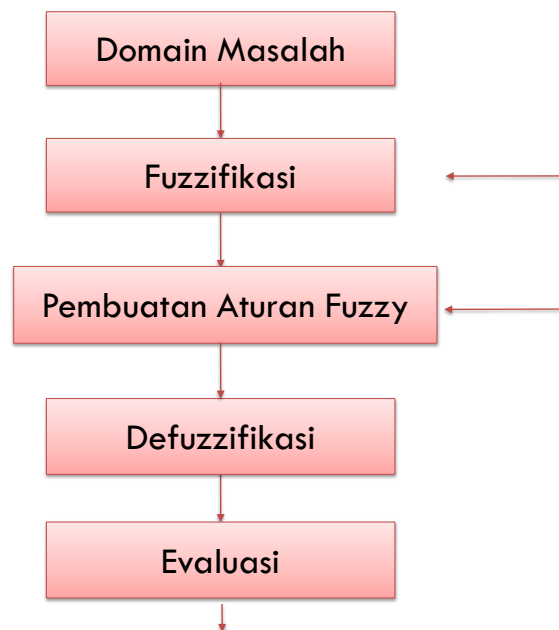 Domain Masalah
Fuzzifikasi
Pembuatan Aturan Fuzzy
Defuzzifikasi
Evaluasi